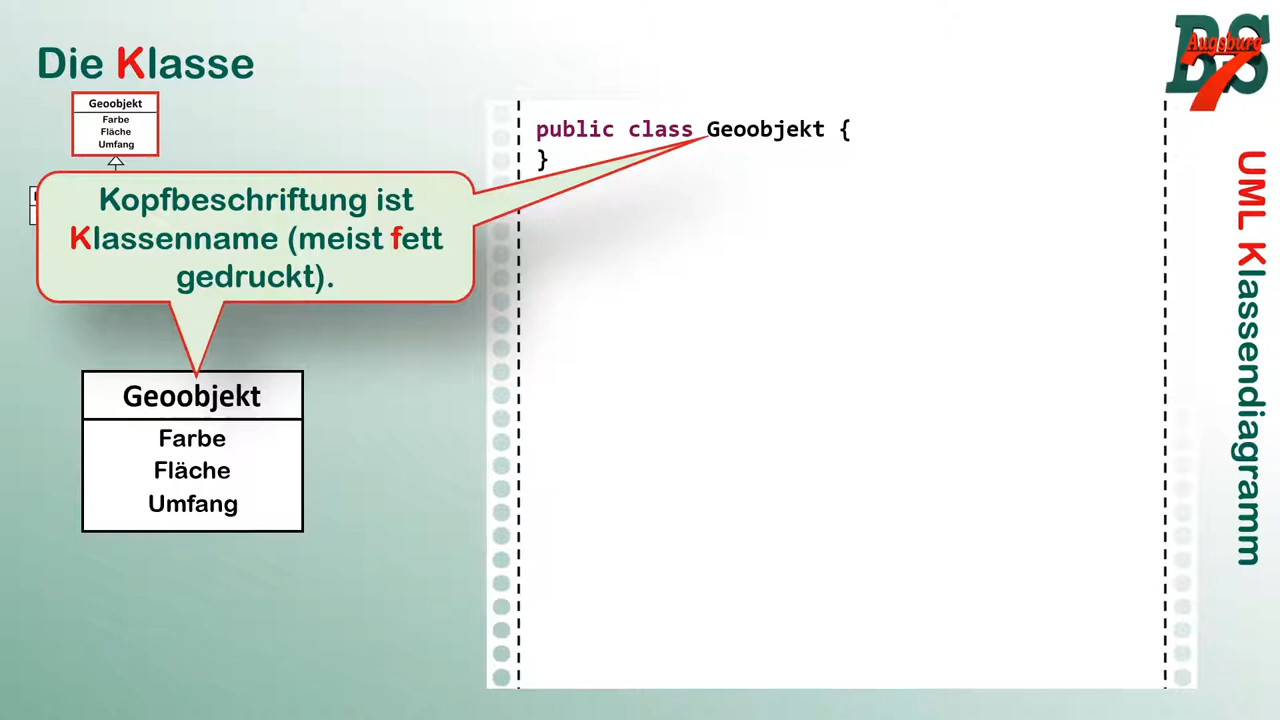 Die Klasse
Geoobjekt
Farbe
Fläche
Umfang
Kopfbeschriftung ist
Klassenname (meist fett
gedruckt).
Geoobjekt
Farbe
Fläche
Umfang
public class Geoobjekt {
}
BS
Augsburg
7
UML Klassendiagramm